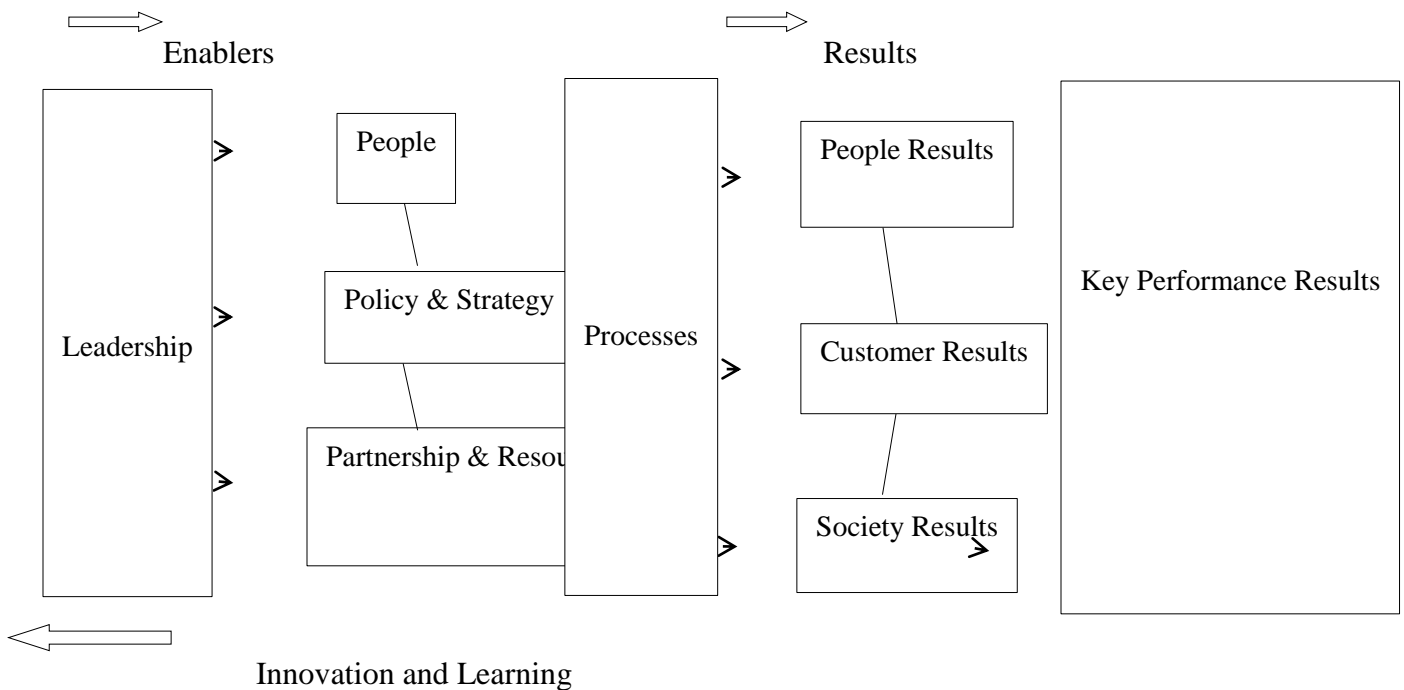 Enablers
Results
People
People Results
Policy & Strategy
Key Performance Results
Leadership
Processes
Customer Results
Partnership &
Society Results
Innovation and Learning